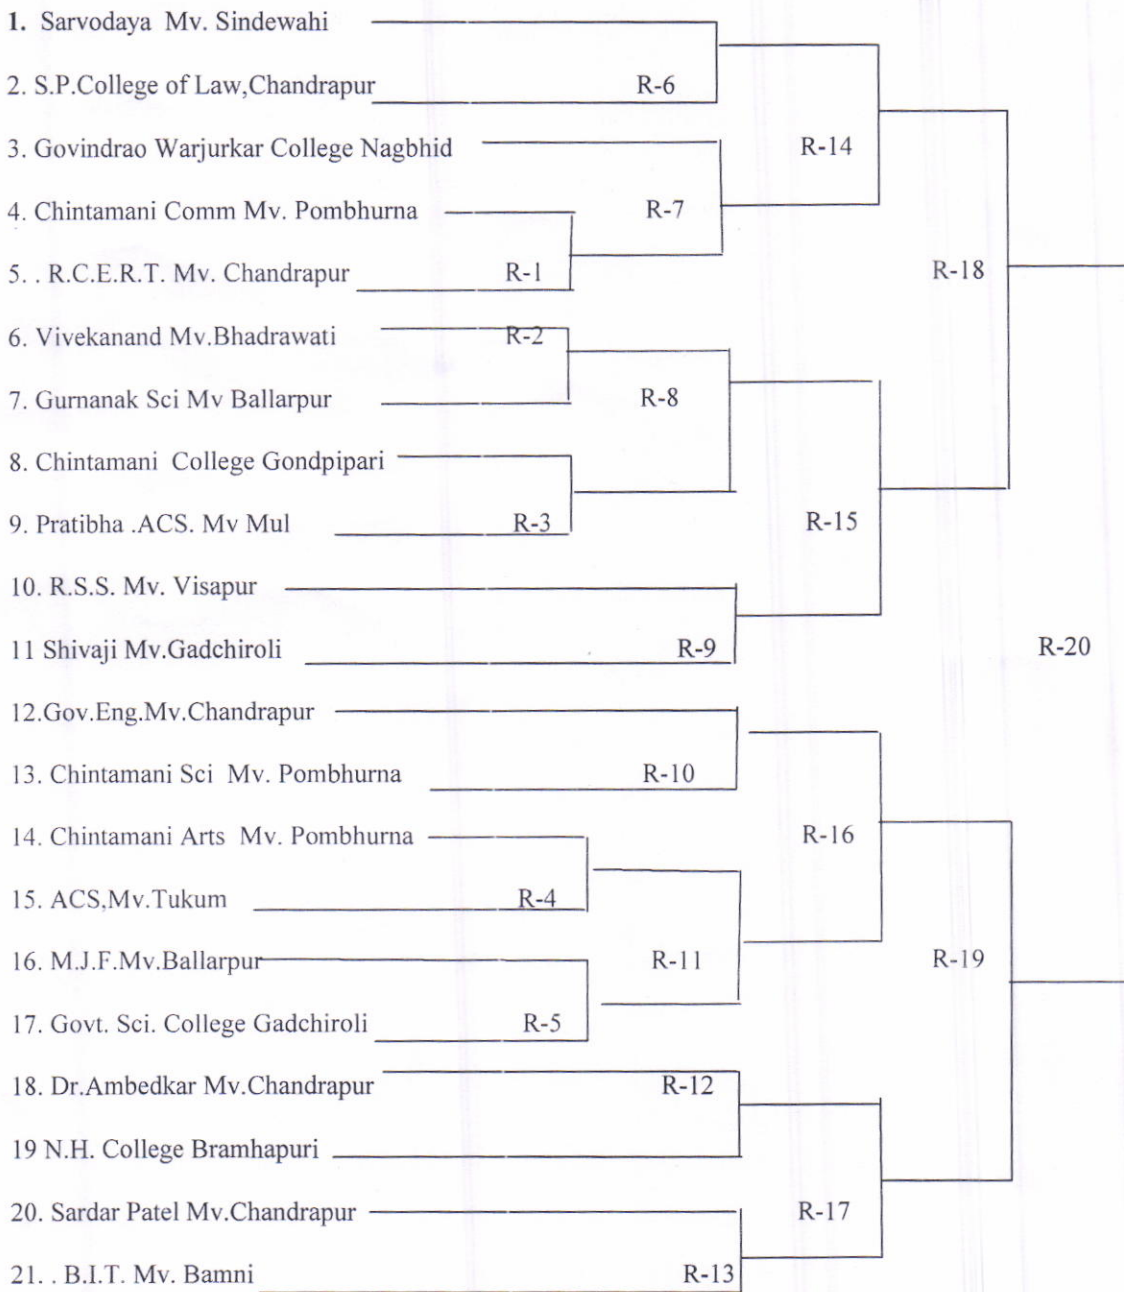 1. Sarvodaya Mv. Sindewahi
2. S.P.College of Law,Chandrapur R-6
3. Govindrao Warjurkar College Nagbhid R-14
4. Chintamani Comm Mv. Pombhurna R-7
5. . R.C.E.R.T. Mv. Chandrapur R-1 R-18
6. Vivekanand Mv.Bhadrawati R-2
7. Gurnanak Sci Mv Ballarpur R-8
8. Chintamani College Gondpipari
9. Pratibha .ACS. Mv Mul R-3 R-15
10. R.S.S. Mv. Visapur
11 Shivaji Mv.Gadchiroli R-9 R-20
12.Gov.Eng.Mv.Chandrapur
13. Chintamani Sci Mv. Pombhurna R-10
14. Chintamani Arts Mv. Pombhurna R-16
15. ACS,Mv.Tukum R-4
16. M.J.F.Mv.Ballarpur R-11 R-19
17. Govt. Sci. College Gadchiroli R-5
18. Dr.Ambedkar Mv.Chandrapur R-12
19 N.H. College Bramhapuri
20. Sardar Patel Mv.Chandrapur R-17
21. . B.I.T. Mv. Bamni R-13